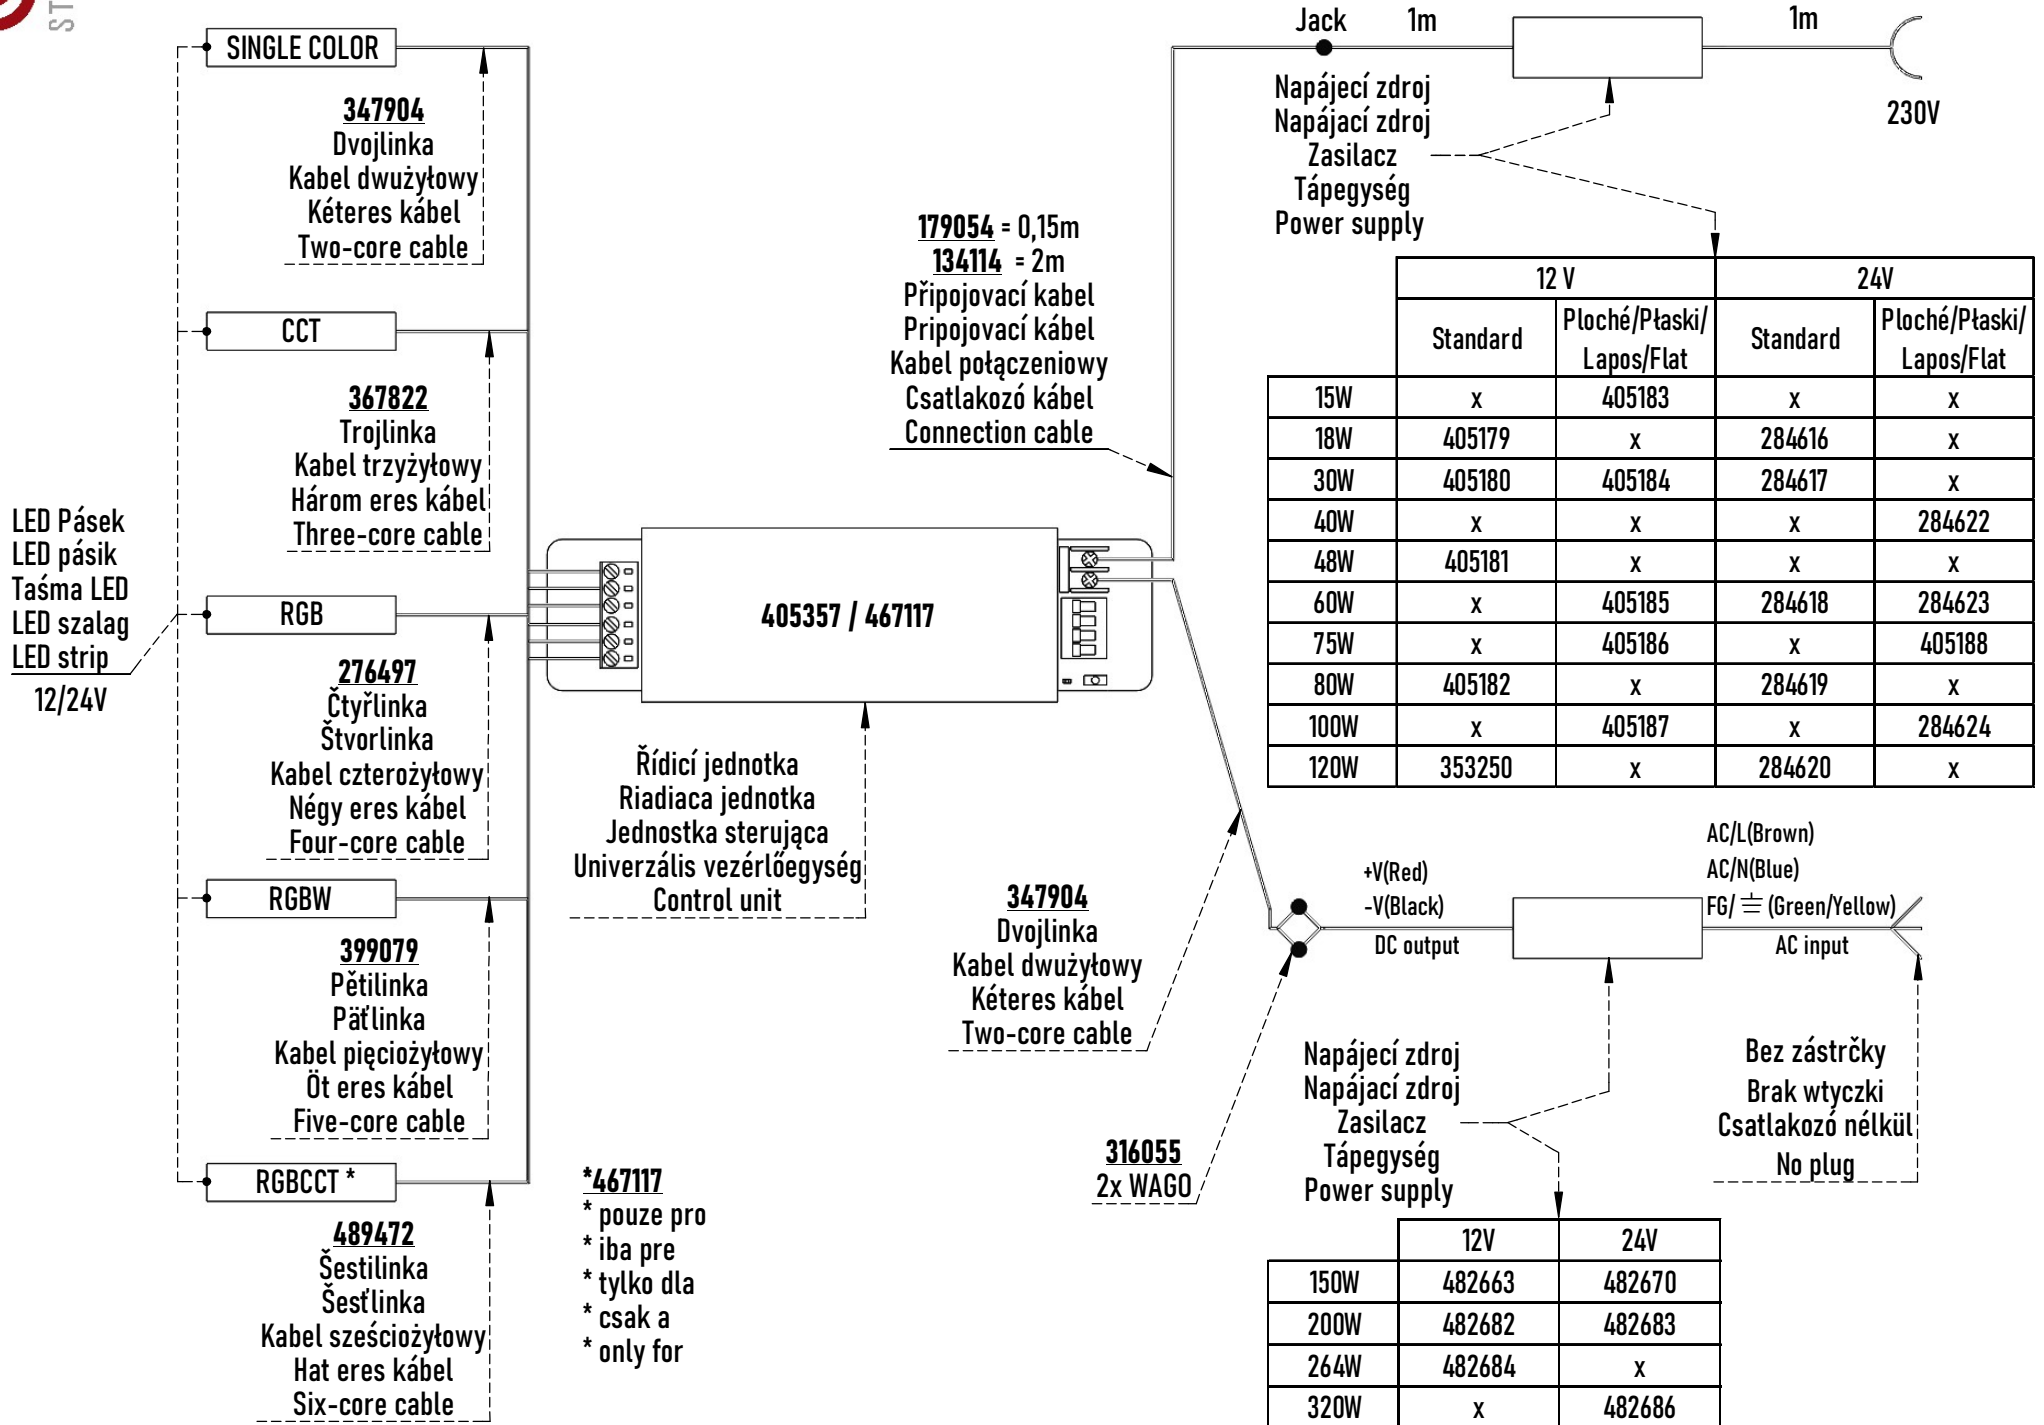 ST
SINGLE COLOR
347904
Dvojlinka
Kabel dwużyłowy
Kéteres kábel
Two-core cable
CCT
367822
Trojlinka
Kabel trzyżyłowy
Három eres kábel
Three-core cable
LED Pásek
LED pásik
Taśma LED
LED szalag
LED strip
12/24V
RGB
276497
Čtyřlinka
Štvorlinka
Kabel czterożyłowy
Négy eres kábel
Four-core cable
RGBW
399079
Pětilinka
Päťlinka
Kabel pięciożyłowy
Öt eres kábel
Five-core cable
RGBCCT *
489472
Šestilinka
Šesťlinka
Kabel sześciożyłowy
Hat eres kábel
Six-core cable
*467117
* pouze pro
* iba pre
* tylko dla
* csak a
* only for
405357 / 467117
Řídicí jednotka
Riadiaca jednotka
Jednostka sterująca
Univerzális vezérlőegység
Control unit
179054 = 0,15m
134114 = 2m
Připojovací kabel
Pripojovací kábel
Kabel połączeniowy
Csatlakozó kábel
Connection cable
Jack 1m 1m
230V
Napájecí zdroj
Napájací zdroj
Zasilacz
Tápegység
Power supply
12 V 24V
Standard Ploché/Płaski/ Standard Ploché/Płaski/
Lapos/Flat Lapos/Flat
15W x 405183 x x
18W 405179 x 284616 x
30W 405180 405184 284617 x
40W x x x 284622
48W 405181 x x x
60W x 405185 284618 284623
75W x 405186 x 405188
80W 405182 x 284619 x
100W x 405187 x 284624
120W 353250 x 284620 x
347904
Dvojlinka
Kabel dwużyłowy
Kéteres kábel
Two-core cable
316055
2x WAGO
+V(Red)
-V(Black)
DC output
AC/L(Brown)
AC/N(Blue)
FG/⏚(Green/Yellow)
AC input
Napájecí zdroj
Napájací zdroj
Zasilacz
Tápegység
Power supply
Bez zástrčky
Brak wtyczki
Csatlakozó nélkül
No plug
12V 24V
150W 482663 482670
200W 482682 482683
264W 482684 x
320W x 482686